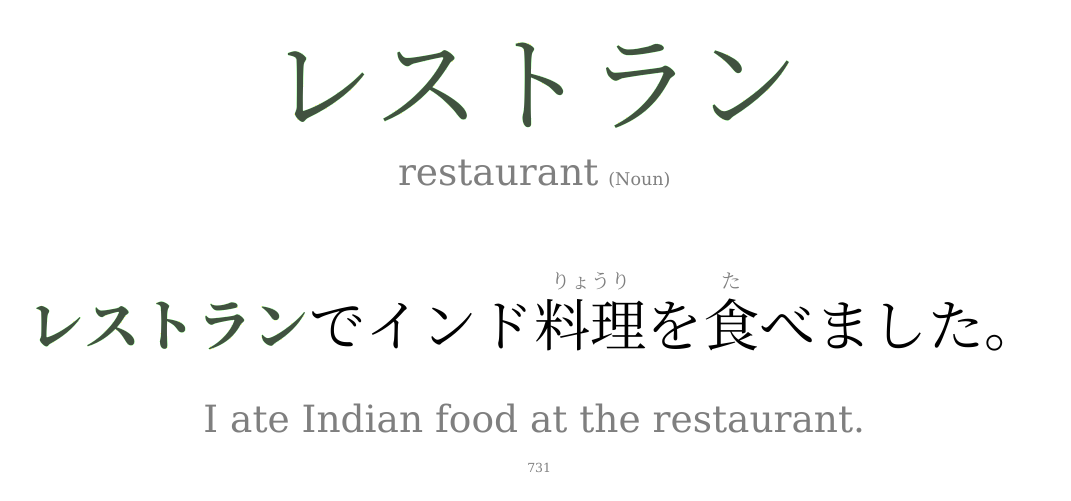 レストラン
restaurant (Noun)
りょうり た
レストランでインド料理を食べました。
I ate Indian food at the restaurant.
731